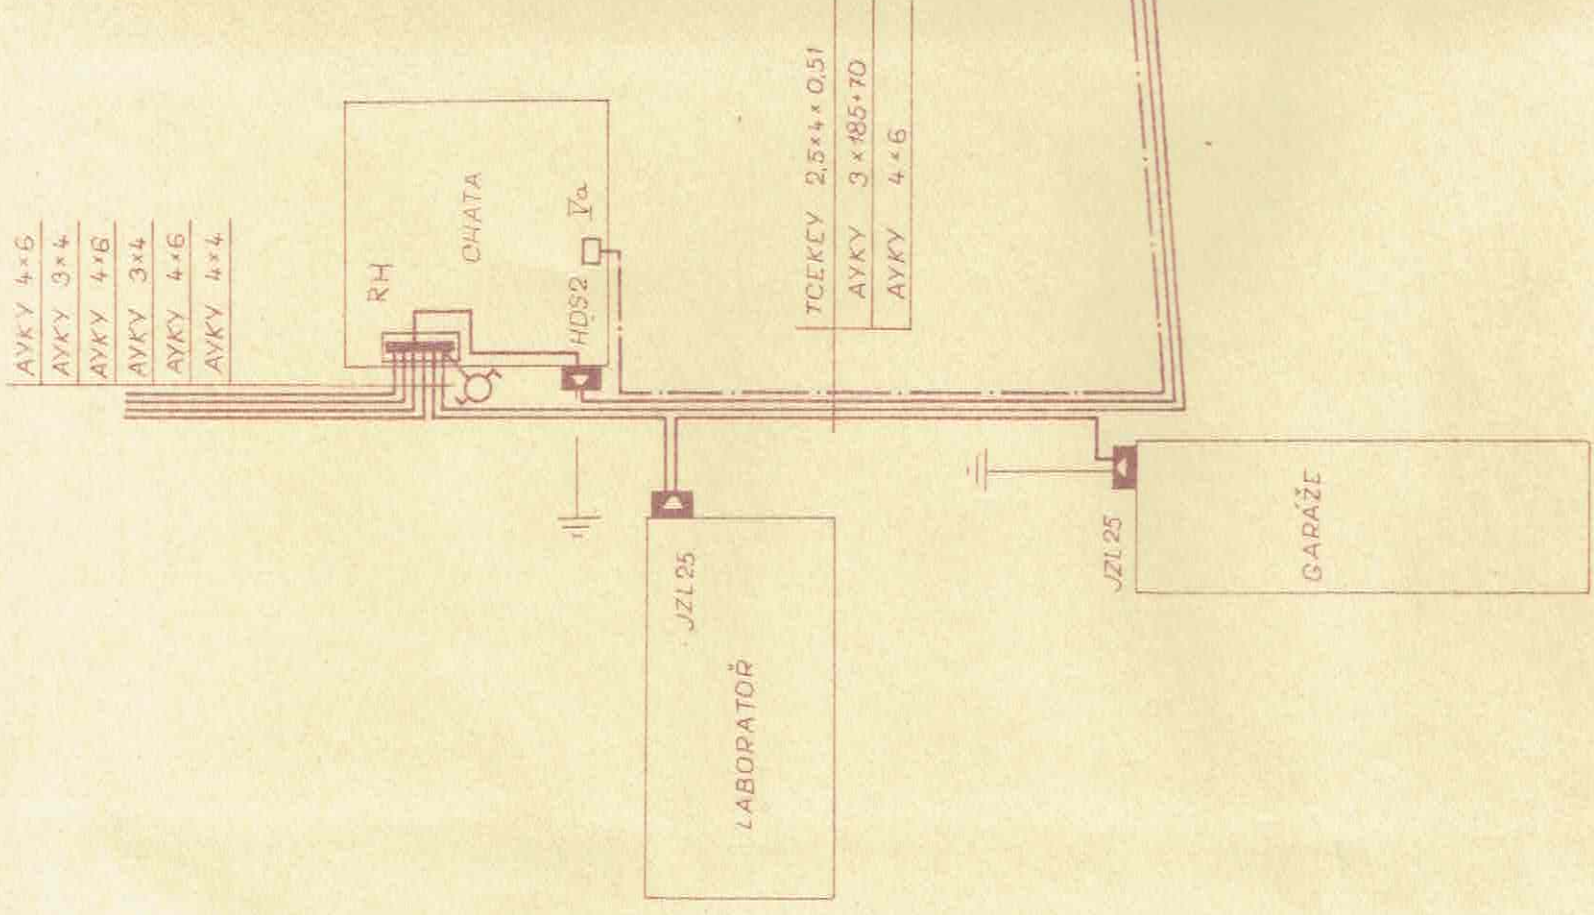 AYKY 4×6
AYKY 3×4
AYKY 4×6
AYKY 3×4
AYKY 4×6
AYKY 4×4
RH
CHATA
HDS2 Va
TCEKEY 2,5×4×0,51
AYKY 3×185+70
AYKY 4×6
JZL25
LABORATOŘ
JZL25
GARÁŽE